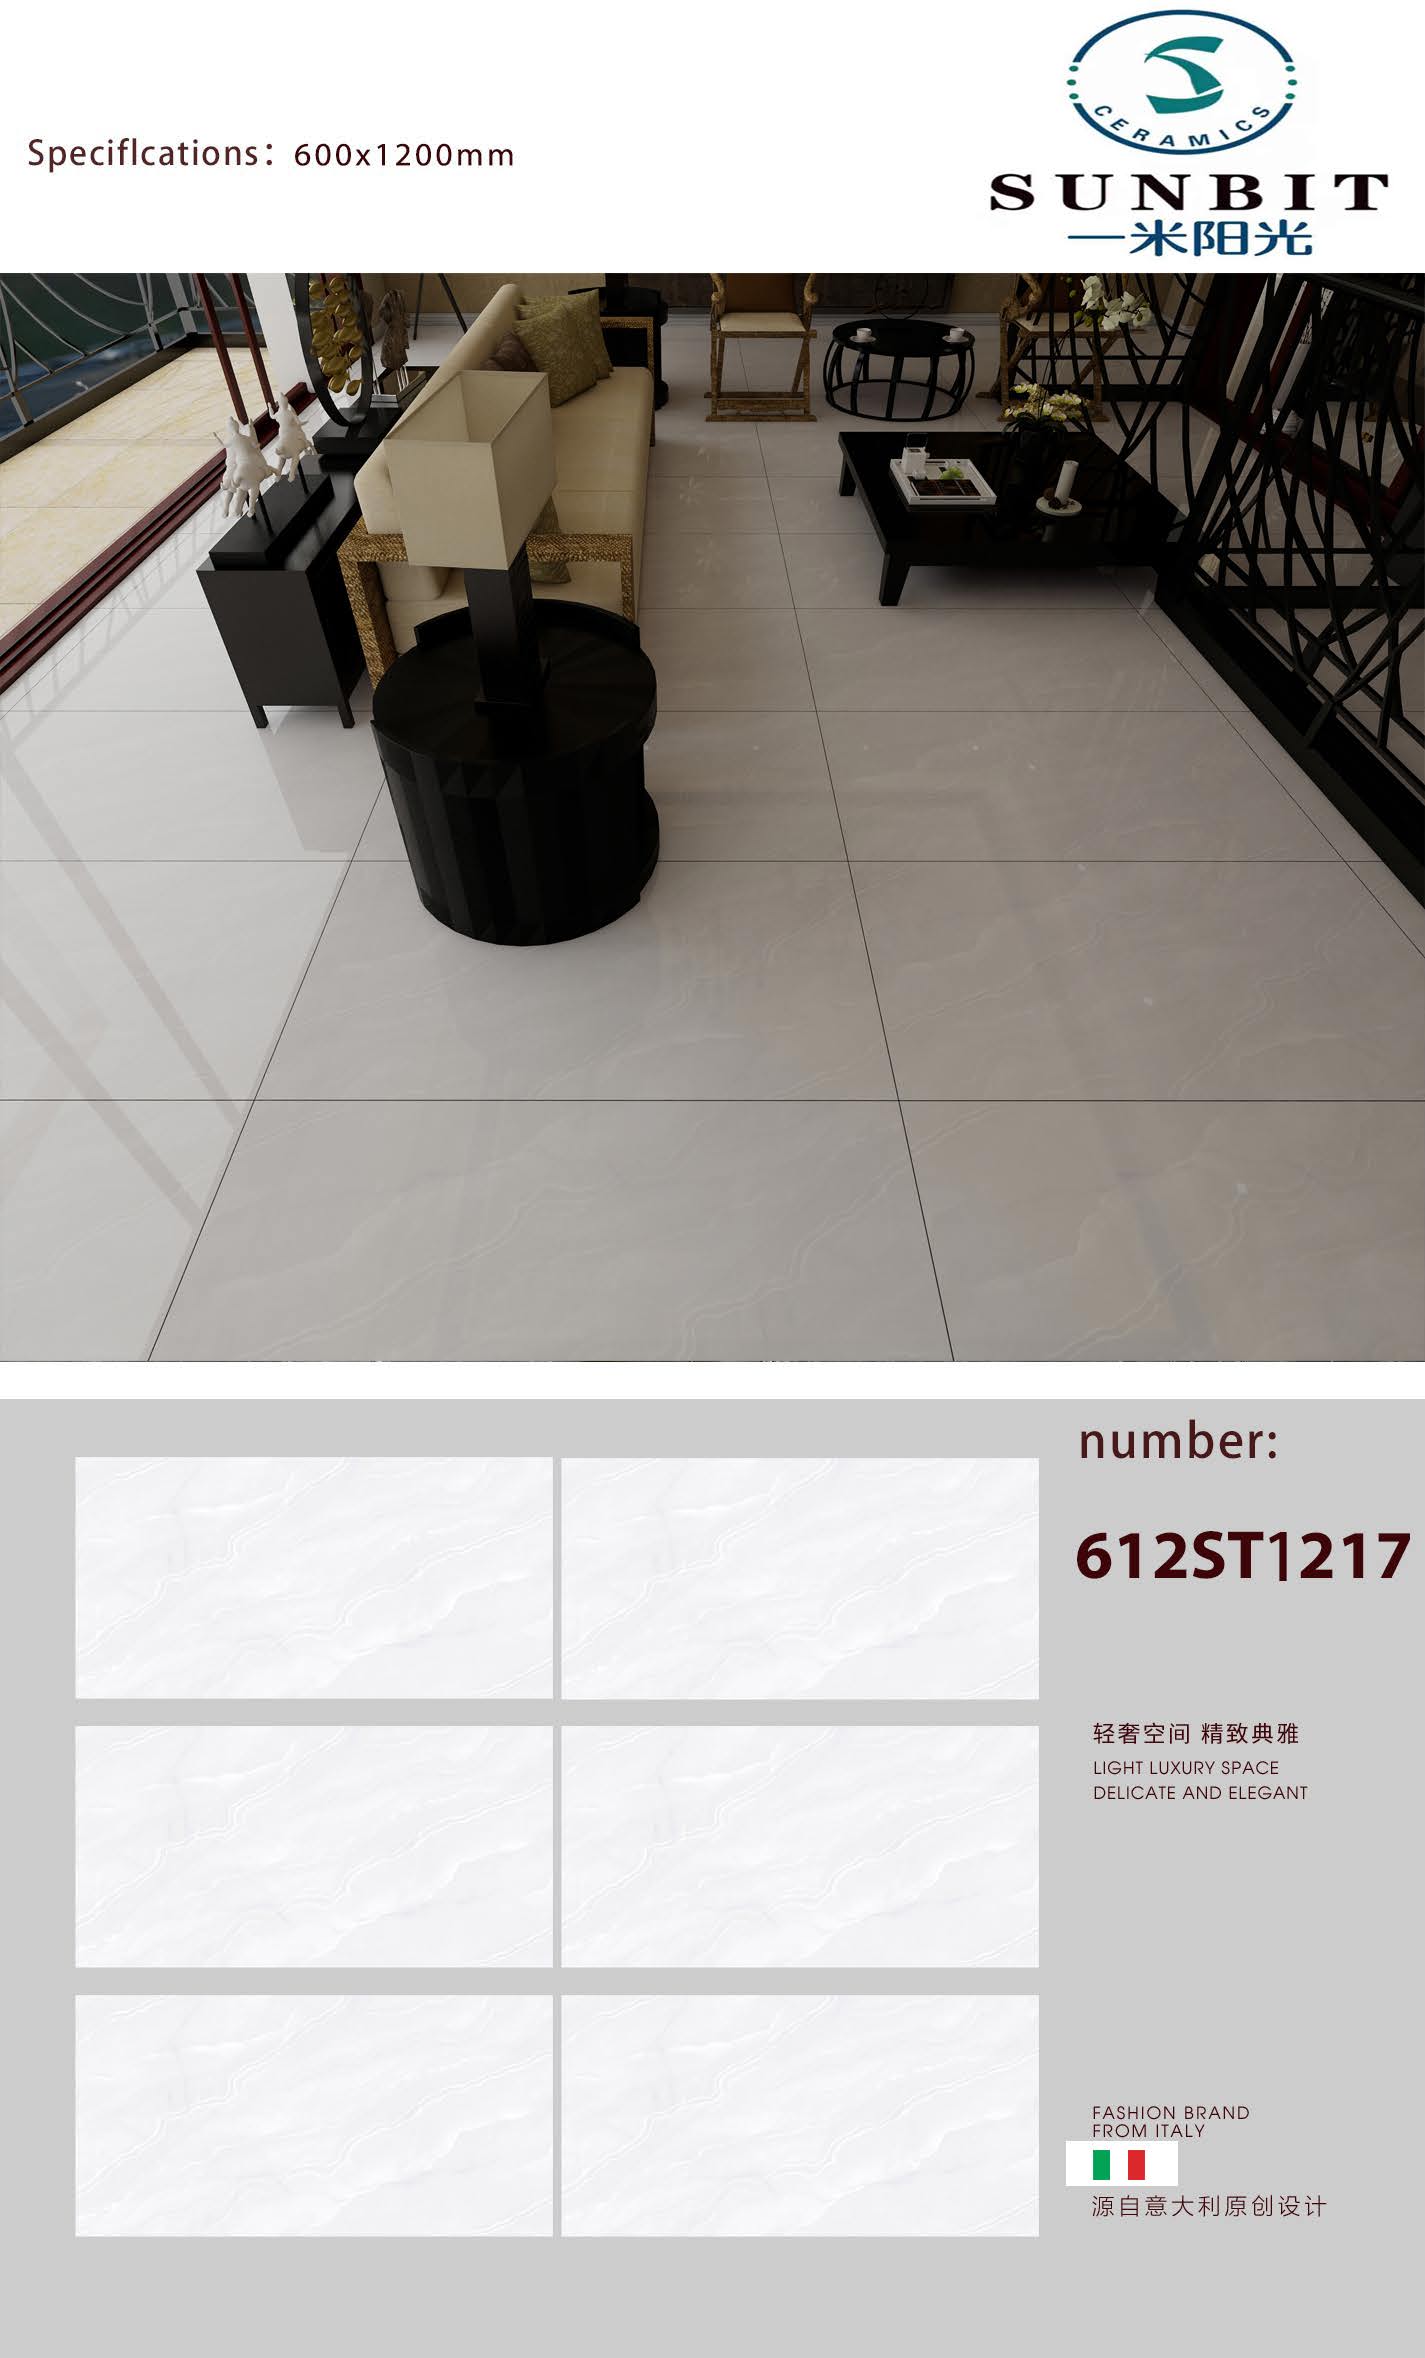 CERAMICS
SUNBIT
一米阳光
Speciflcations： 600x1200mm
number:
612ST1217
轻奢空间 精致典雅
LIGHT LUXURY SPACE
DELICATE AND ELEGANT
FASHION BRAND
FROM ITALY
源自意大利原创设计